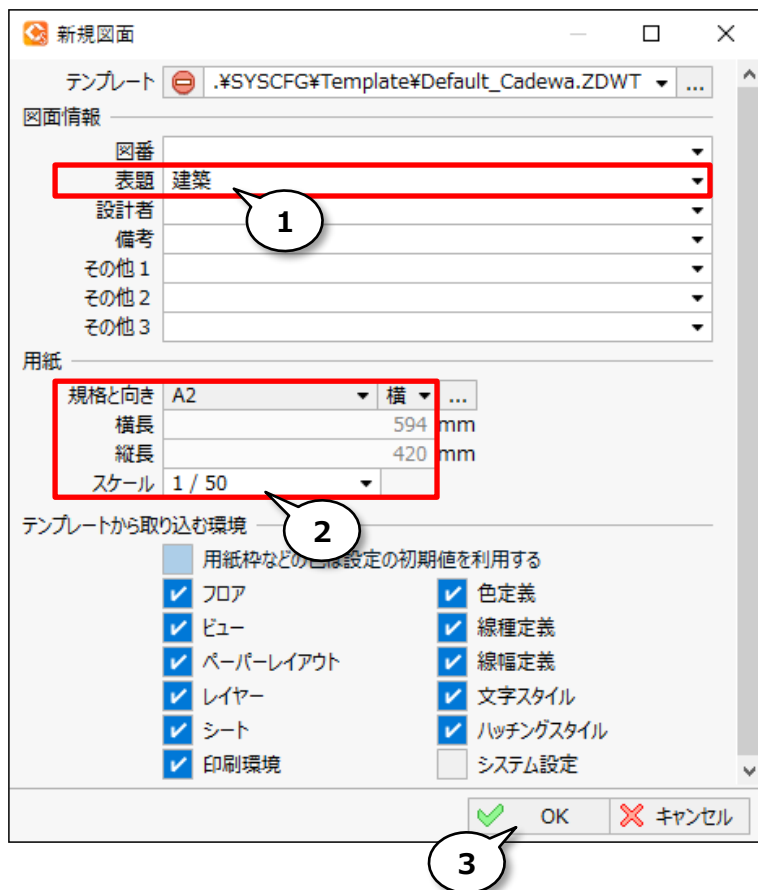 新規図面
テンプレート .¥SYSCFG¥Template¥Default_Cadewa.ZDWT ...
図面情報
図番
表題 建築
1
設計者
備考
その他 1
その他 2
その他 3
用紙
規格と向き A2 横 ...
横長 594 mm
縦長 420 mm
スケール 1 / 50
2
テンプレートから取り込む環境
用紙枠などの色は設定の初期値を利用する
フロア 色定義
ビュー 線種定義
ペーパーレイアウト 線幅定義
レイヤー 文字スタイル
シート ハッチングスタイル
印刷環境 システム設定
OK キャンセル
3